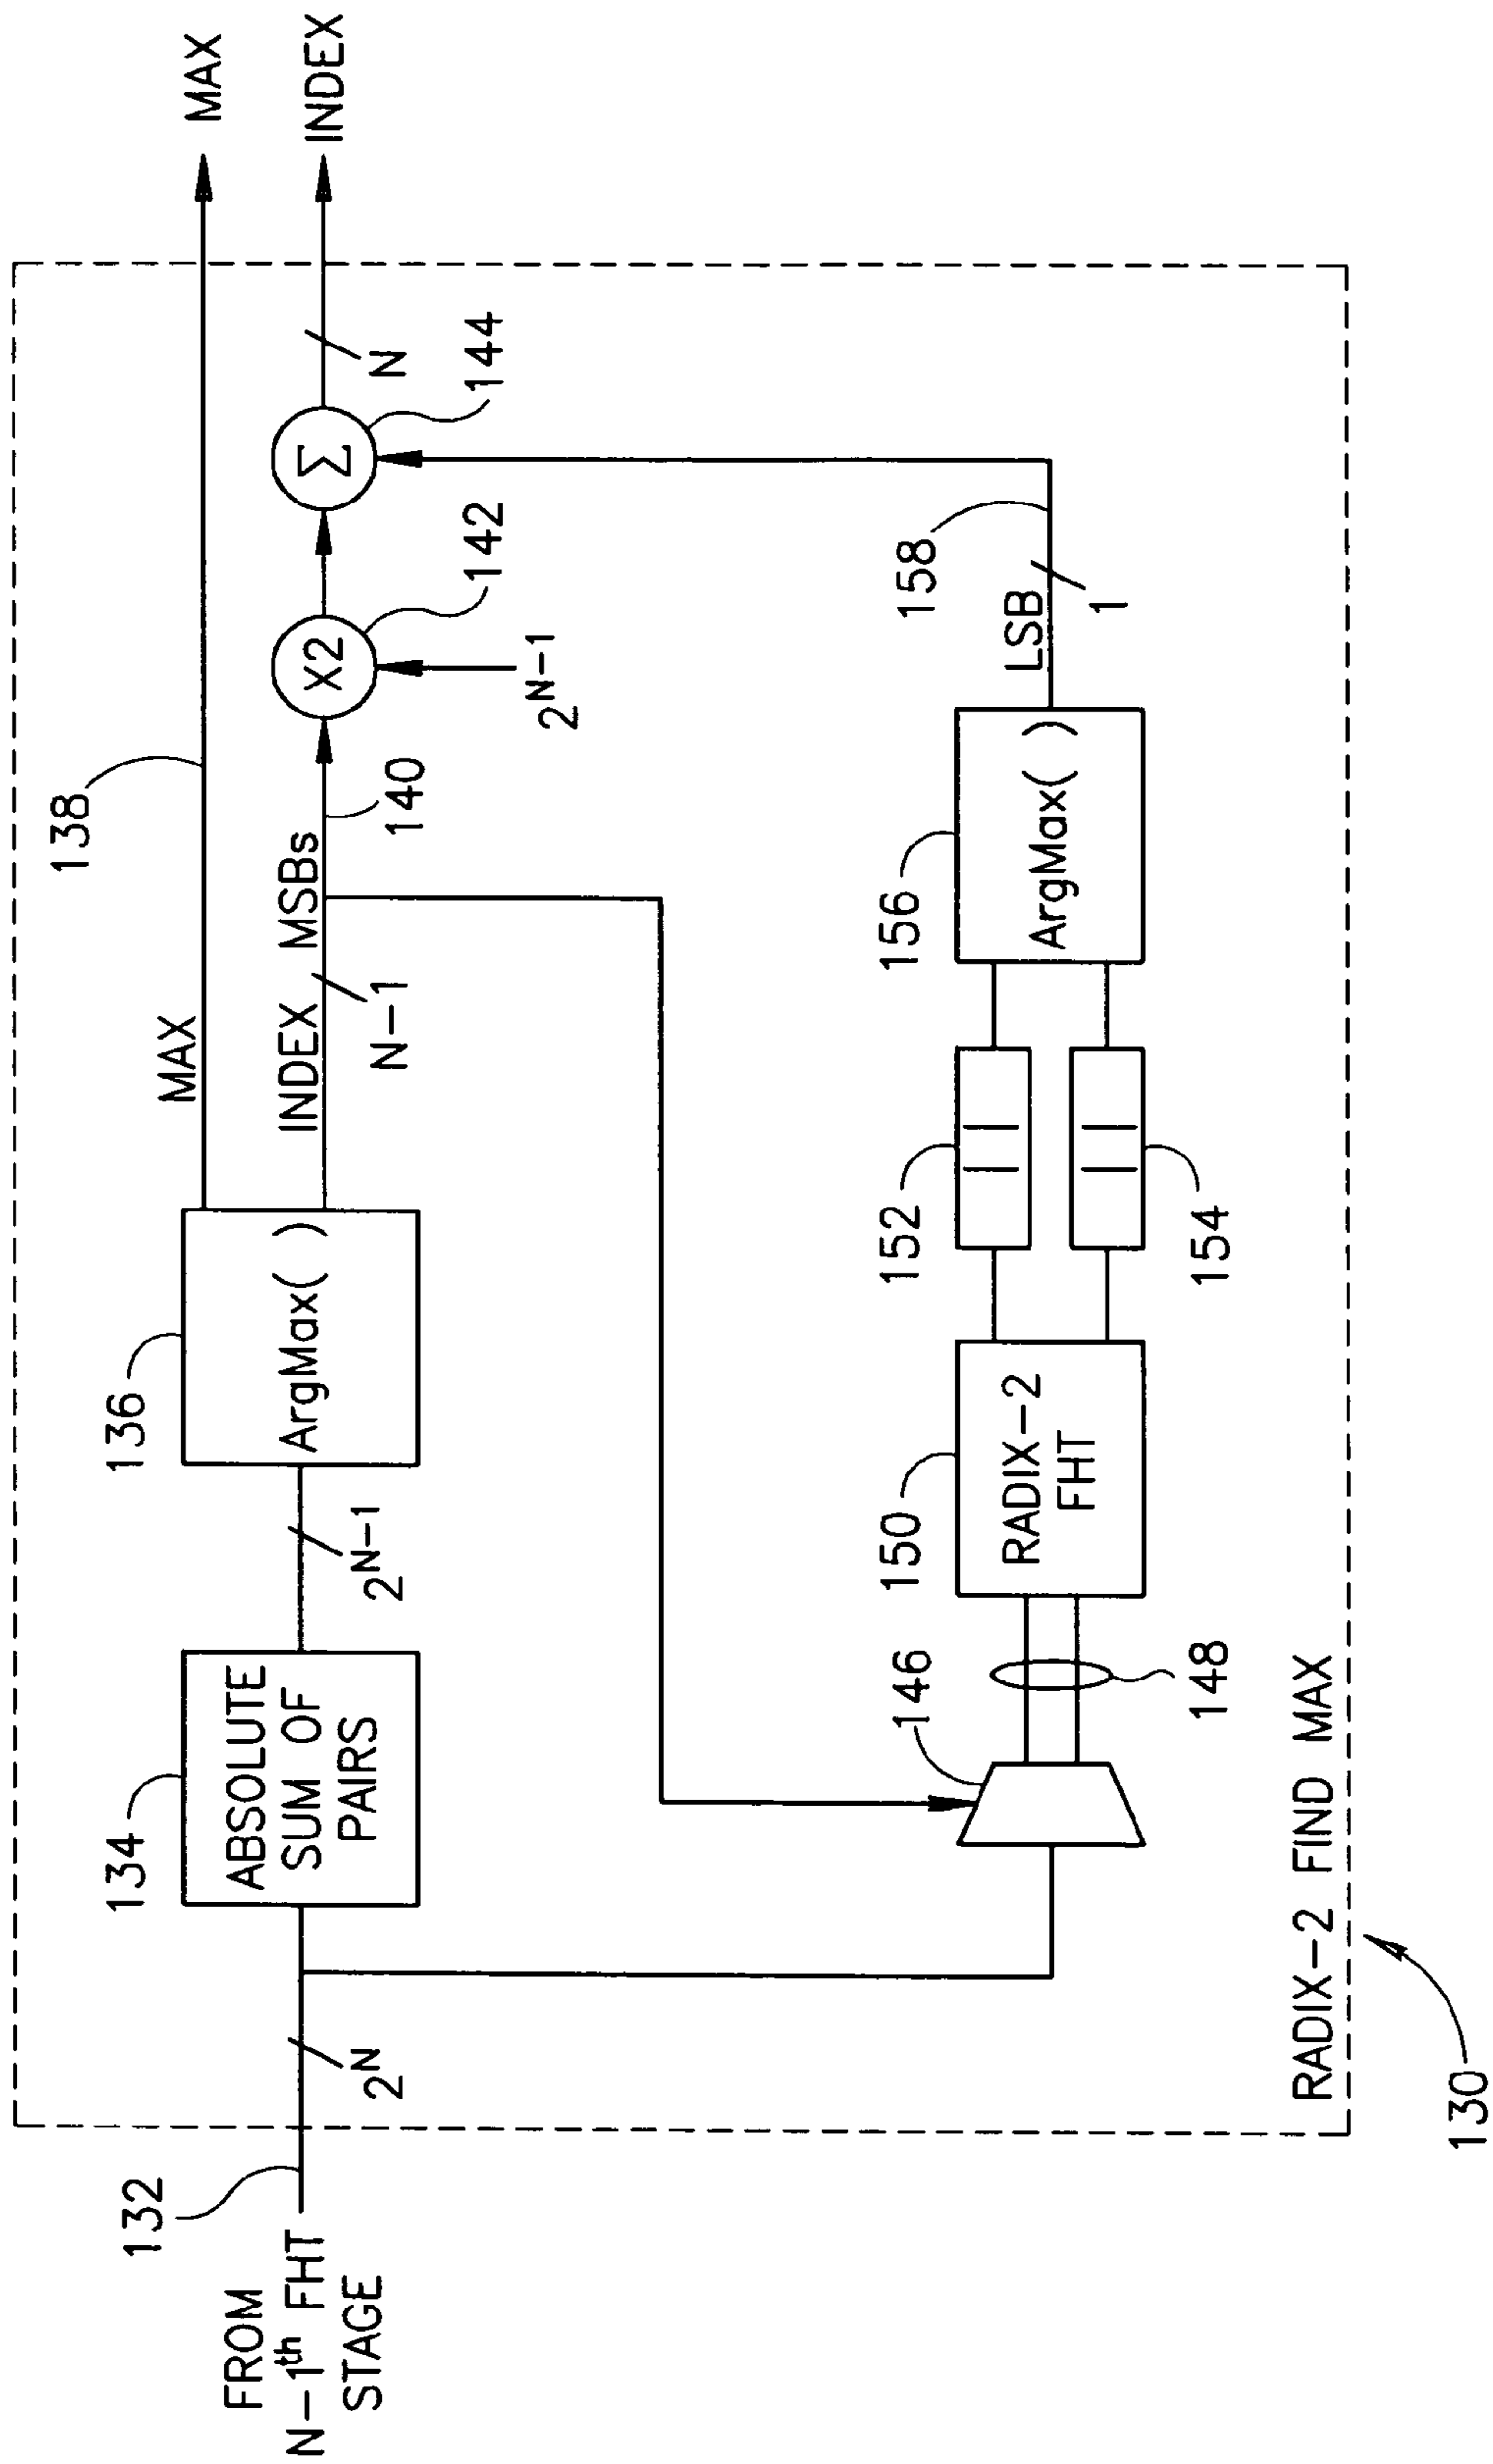 MAX
INDEX
138
MAX
INDEX MSBs
N-1
140
X2
142
2^{N-1}
Σ
144
N
136
ArgMax( )
2^{N-1}
134
ABSOLUTE
SUM OF
PAIRS
132
2^N
FROM
N-1th FHT
STAGE
146
148
150
RADIX-2
FHT
152
| |
154
| |
156
ArgMax( )
LSB
1
158
RADIX-2 FIND MAX
130